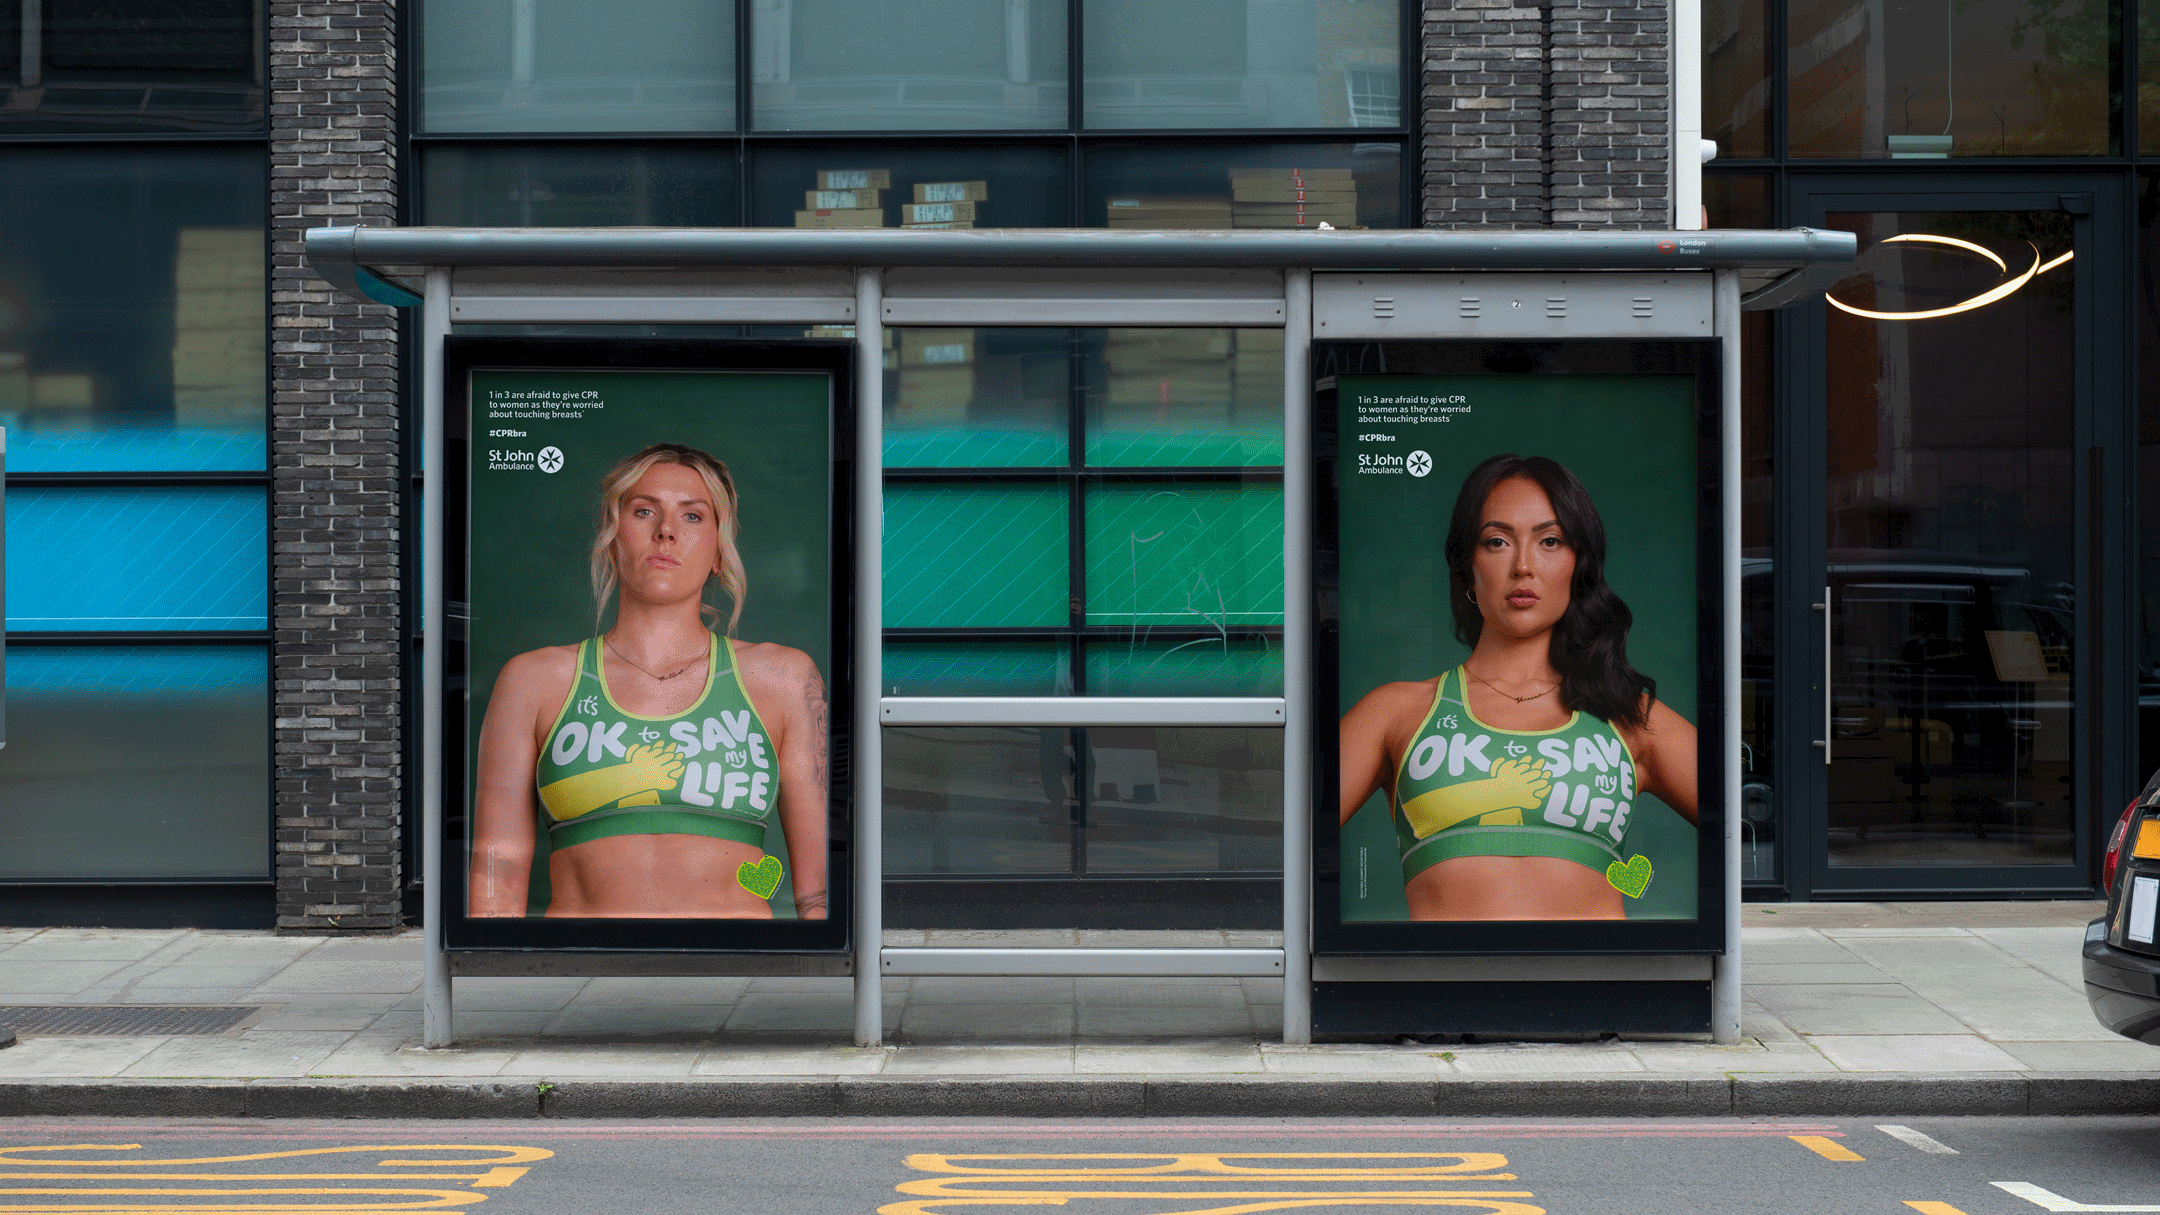 London
Buses
1 in 3 are afraid to give CPR
to women as they're worried
about touching breasts*
#CPRbra
St John
Ambulance
it's
OK to SAVE
my
LIFE
1 in 3 are afraid to give CPR
to women as they're worried
about touching breasts*
#CPRbra
St John
Ambulance
it's
OK to SAVE
my
LIFE